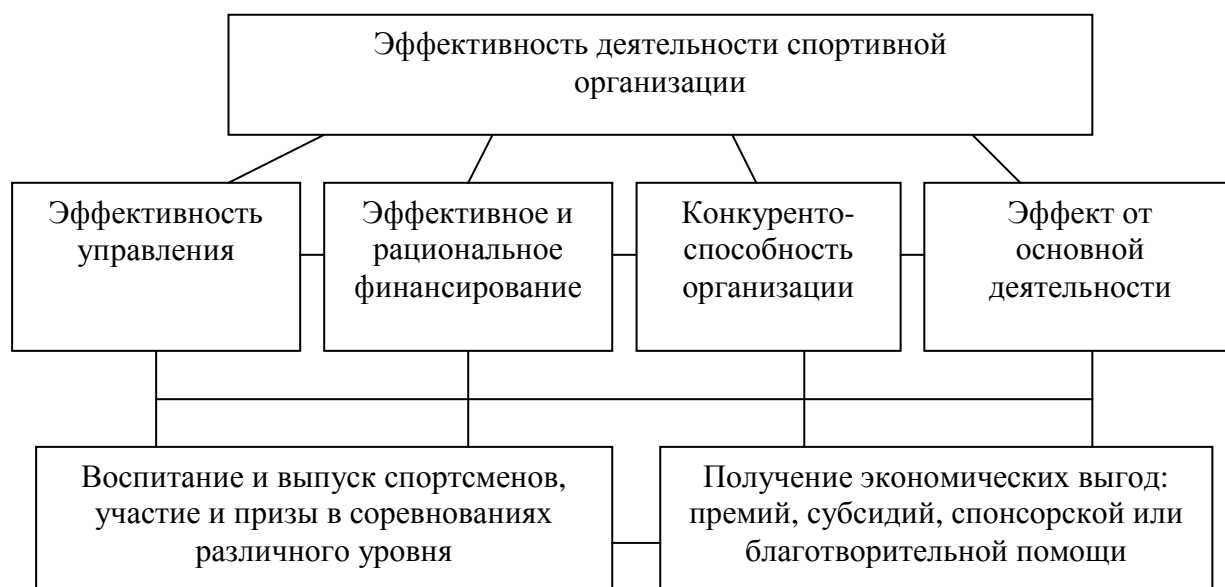 Эффективность деятельности спортивной
организации
Эффективность
управления
Эффективное и
рациональное
финансирование
Конкуренто-
способность
организации
Эффект от
основной
деятельности
Воспитание и выпуск спортсменов,
участие и призы в соревнованиях
различного уровня
Получение экономических выгод:
премий, субсидий, спонсорской или
благотворительной помощи